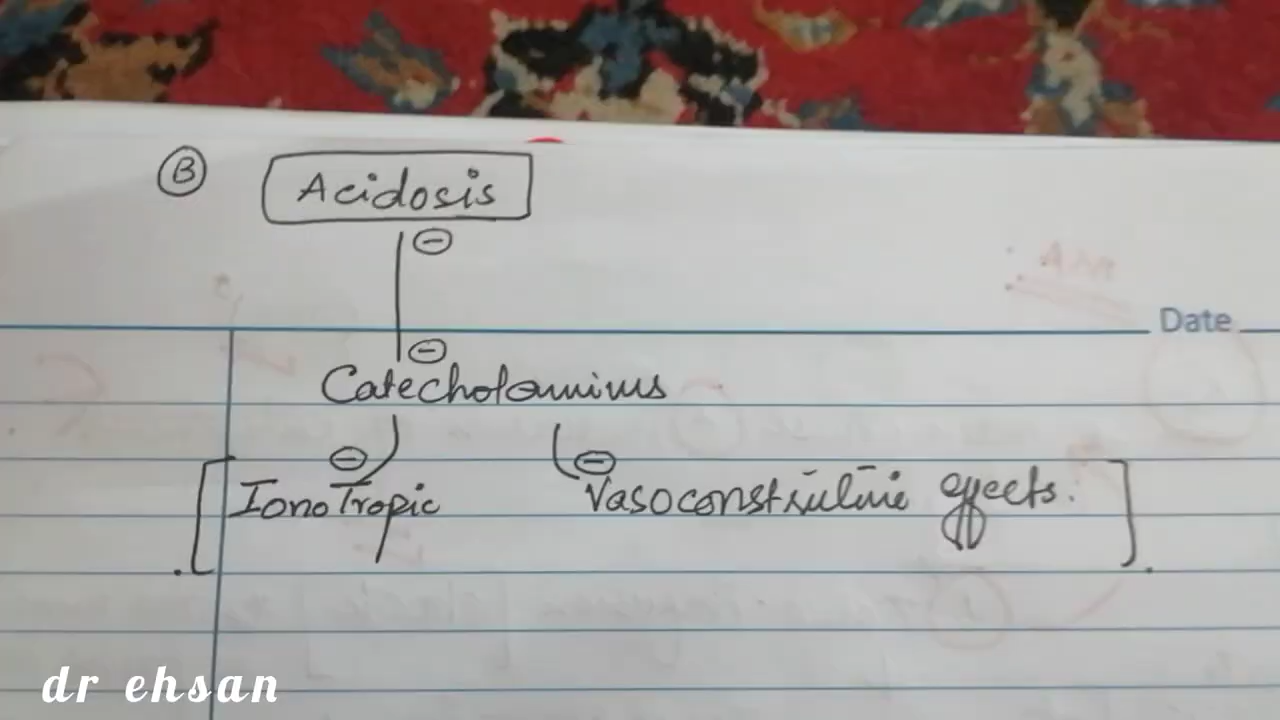 B Acidosis
⊖
Date
⊖
Catecholamines
⊖ ⊖
IonoTropic Vasoconstrictive effects.
dr ehsan